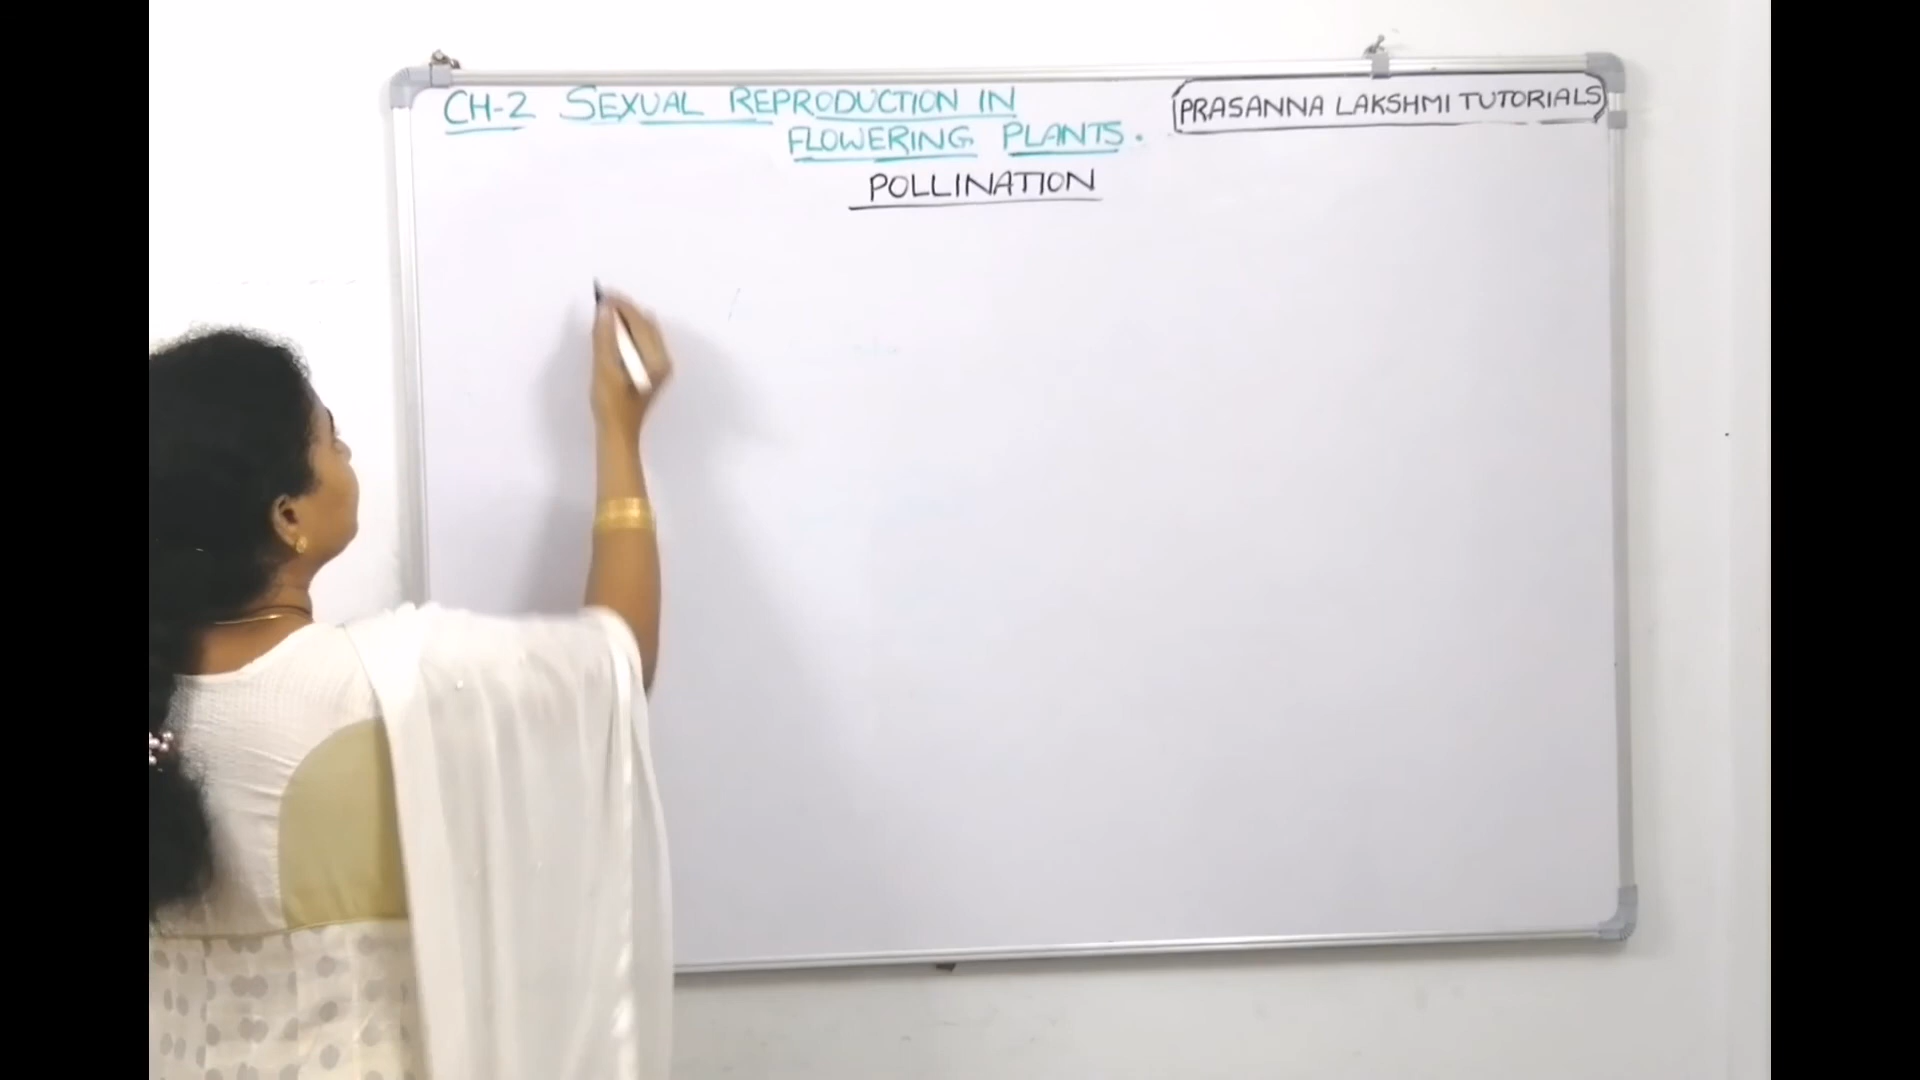 CH-2 SEXUAL REPRODUCTION IN
FLOWERING PLANTS.
PRASANNA LAKSHMI TUTORIALS
POLLINATION